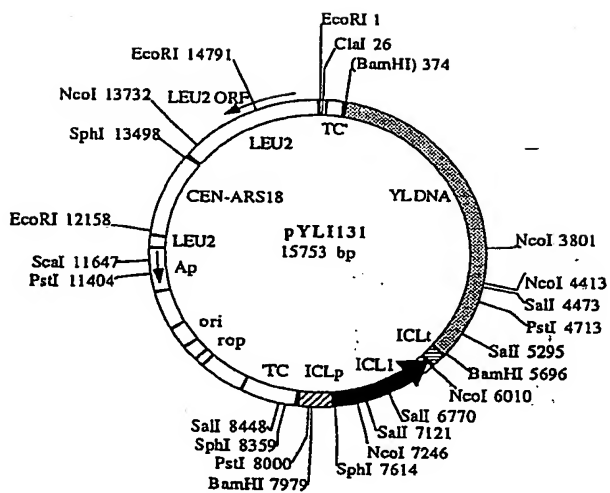 EcoRI 1
ClaI 26
(BamHI) 374
EcoRI 14791
LEU2 ORF
NcoI 13732
SphI 13498
TC'
LEU2
CEN-ARS18
YLDNA
pYLI131
15753 bp
EcoRI 12158
LEU2
NcoI 3801
ScaI 11647
PstI 11404
Ap
NcoI 4413
SalI 4473
PstI 4713
ori
rop
ICLt
SalI 5295
'TC
ICLp
ICL1
BamHI 5696
NcoI 6010
SalI 8448
SphI 8359
PstI 8000
BamHI 7979
SalI 6770
SalI 7121
NcoI 7246
SphI 7614